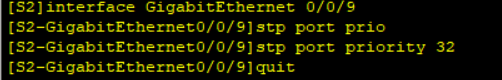 [S2]interface GigabitEthernet 0/0/9
[S2-GigabitEthernet0/0/9]stp port prio
[S2-GigabitEthernet0/0/9]stp port priority 32
[S2-GigabitEthernet0/0/9]quit